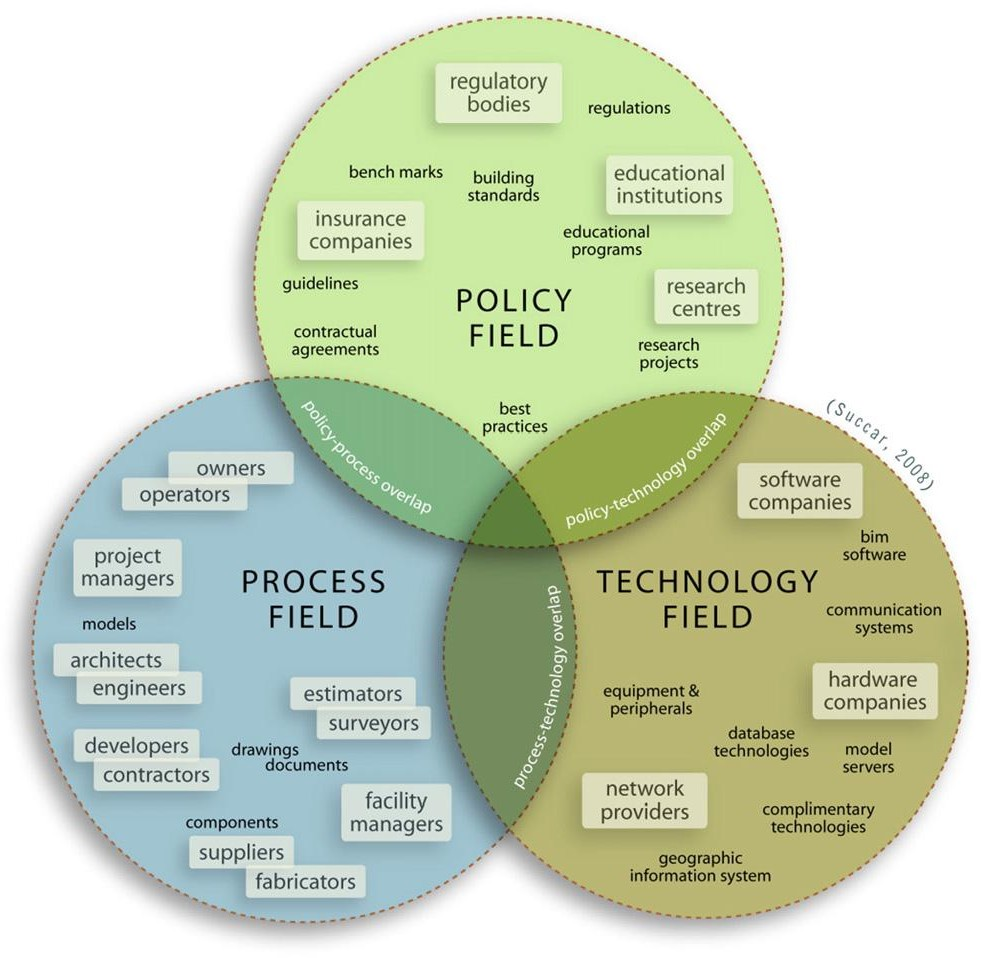 regulatory
bodies
regulations
bench marks
building
standards
educational
institutions
insurance
companies
educational
programs
guidelines
research
centres
POLICY
FIELD
contractual
agreements
research
projects
best
practices
policy-process overlap
policy-technology overlap
(Succar, 2008)
owners
operators
project
managers
PROCESS
FIELD
models
architects
engineers
estimators
surveyors
developers
contractors
drawings
documents
facility
managers
components
suppliers
fabricators
process-technology overlap
software
companies
bim
software
TECHNOLOGY
FIELD
communication
systems
equipment &
peripherals
hardware
companies
database
technologies
model
servers
network
providers
complimentary
technologies
geographic
information system